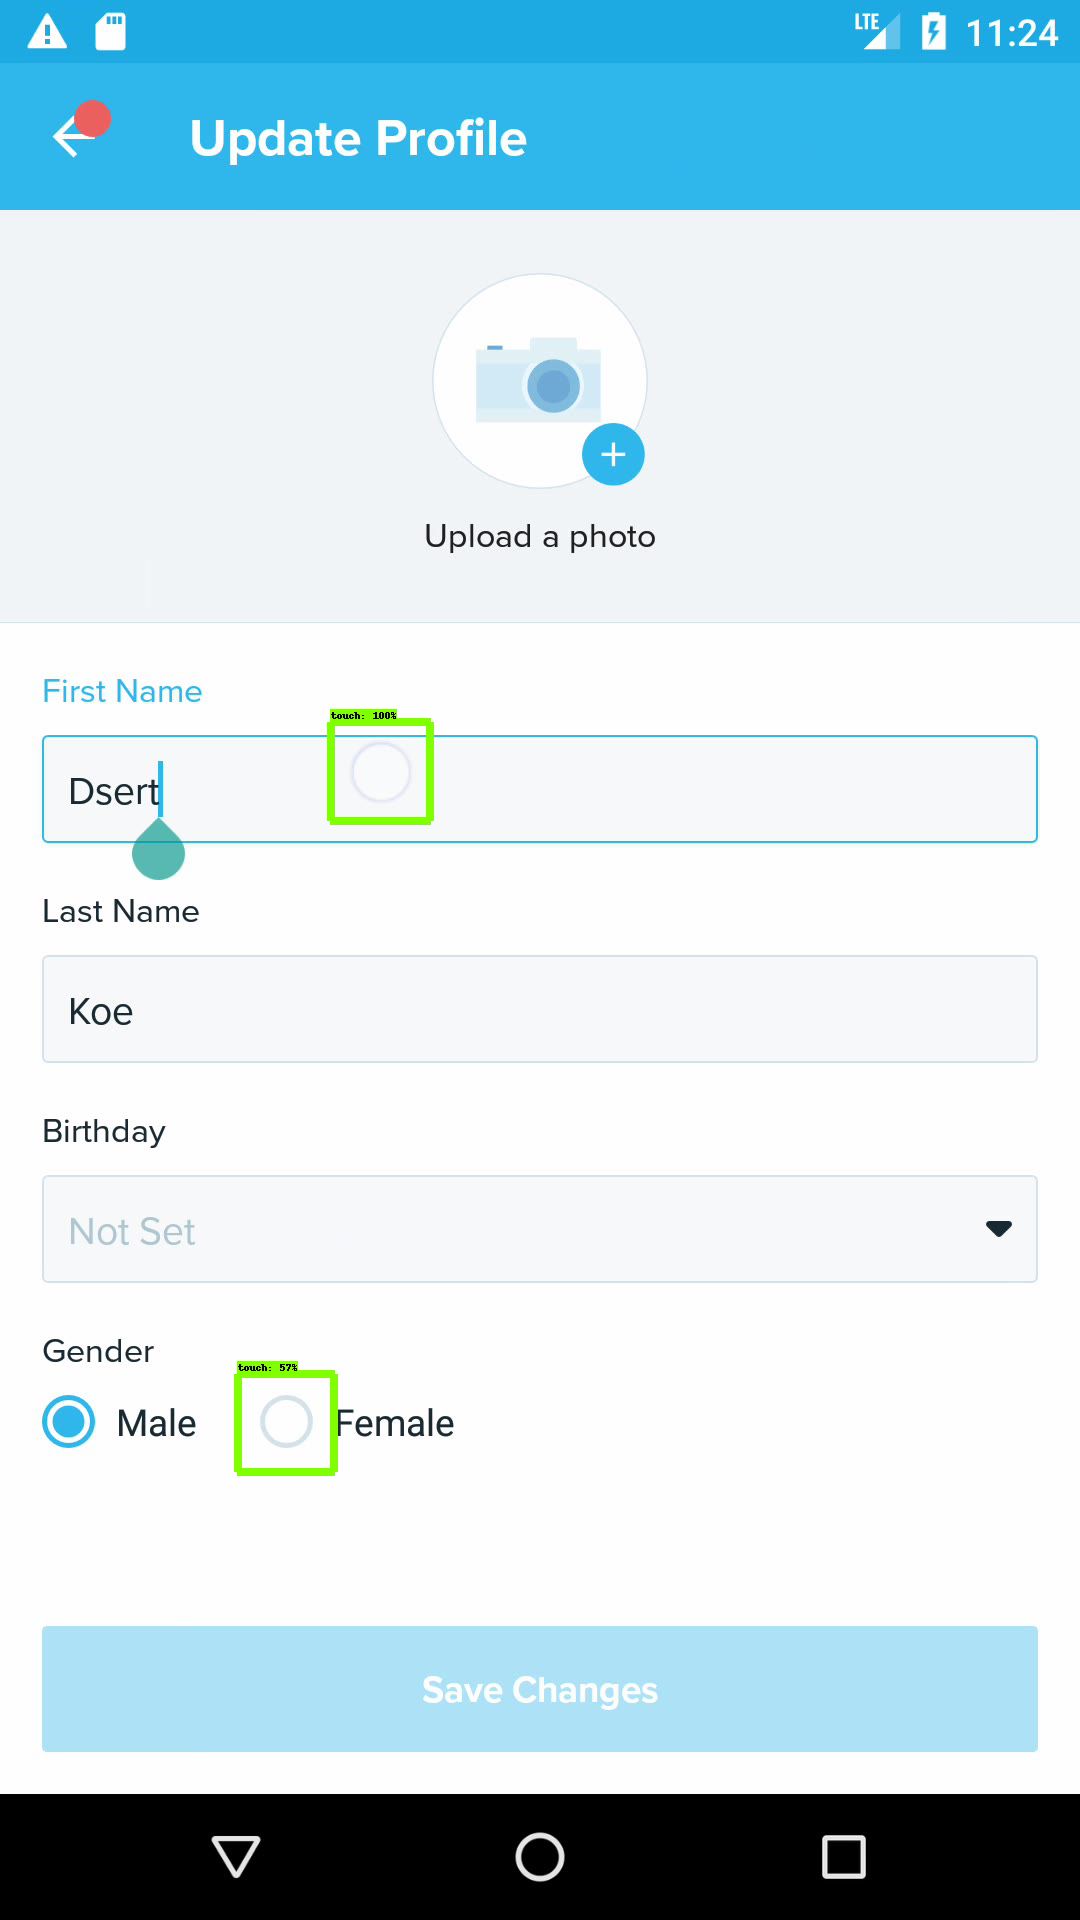 LTE 11:24
Update Profile
Upload a photo
First Name
touch: 100%
Dsert
Last Name
Koe
Birthday
Not Set
Gender
touch: 57%
Male Female
Save Changes